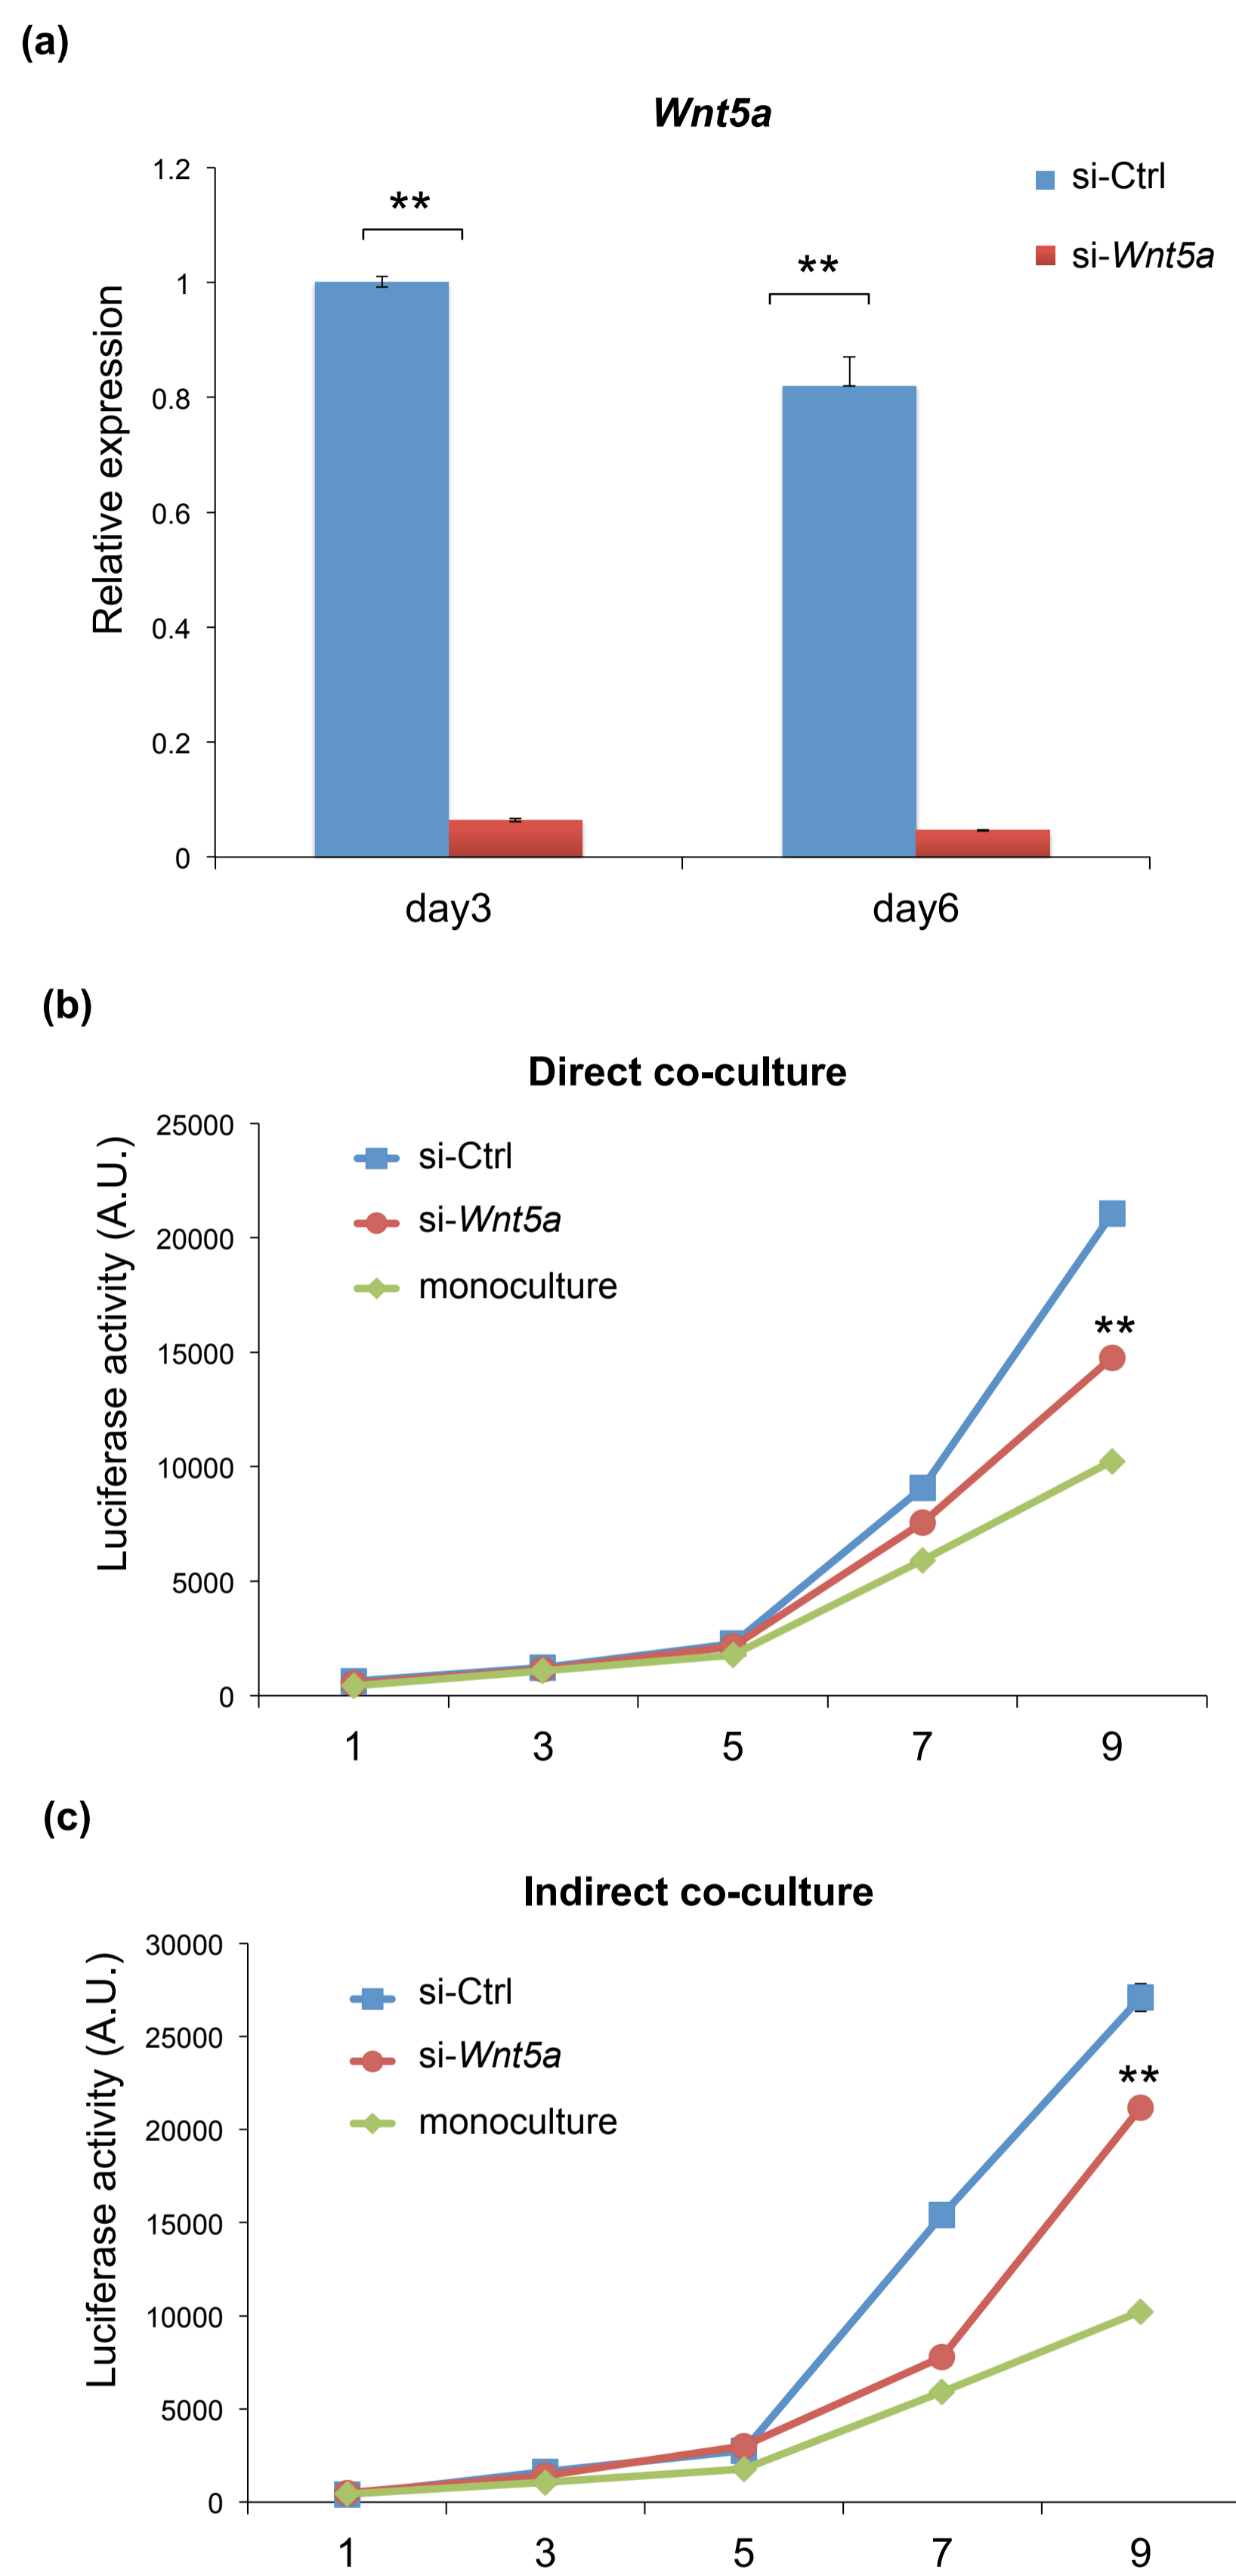 (a)
Wnt5a
si-Ctrl
si-Wnt5a
Relative expression
1.2
1
0.8
0.6
0.4
0.2
0
**
**
day3
day6
(b)
Direct co-culture
Luciferase activity (A.U.)
25000
20000
15000
10000
5000
0
si-Ctrl
si-Wnt5a
monoculture
**
1 3 5 7 9
(c)
Indirect co-culture
Luciferase activity (A.U.)
30000
25000
20000
15000
10000
5000
0
si-Ctrl
si-Wnt5a
monoculture
**
1 3 5 7 9